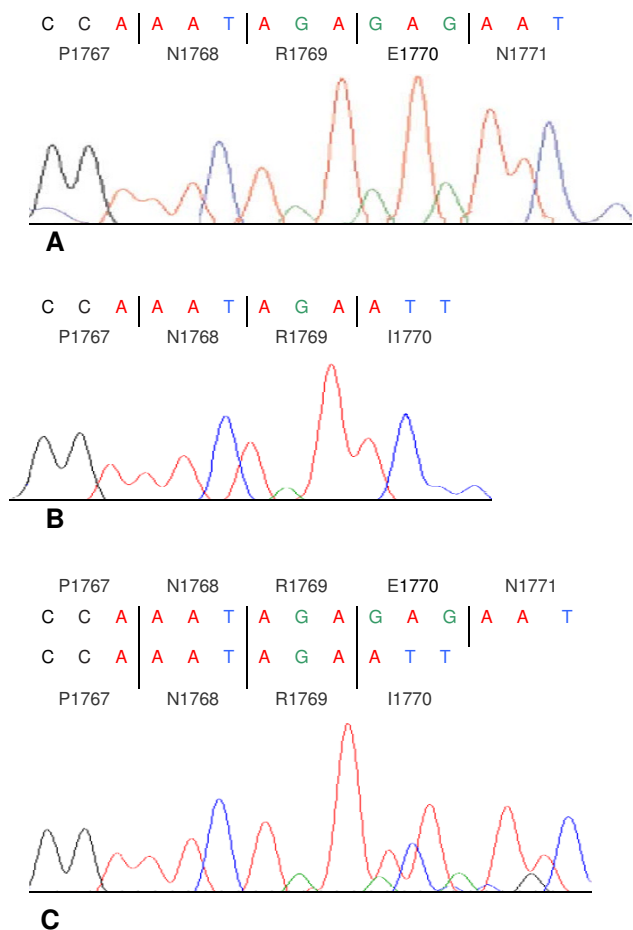 C C A A A T A G A G A G A A T
P1767 N1768 R1769 E1770 N1771
A
C C A A A T A G A A T T
P1767 N1768 R1769 I1770
B
P1767 N1768 R1769 E1770 N1771
C C A A A T A G A G A G A A T
C C A A A T A G A A T T
P1767 N1768 R1769 I1770
C